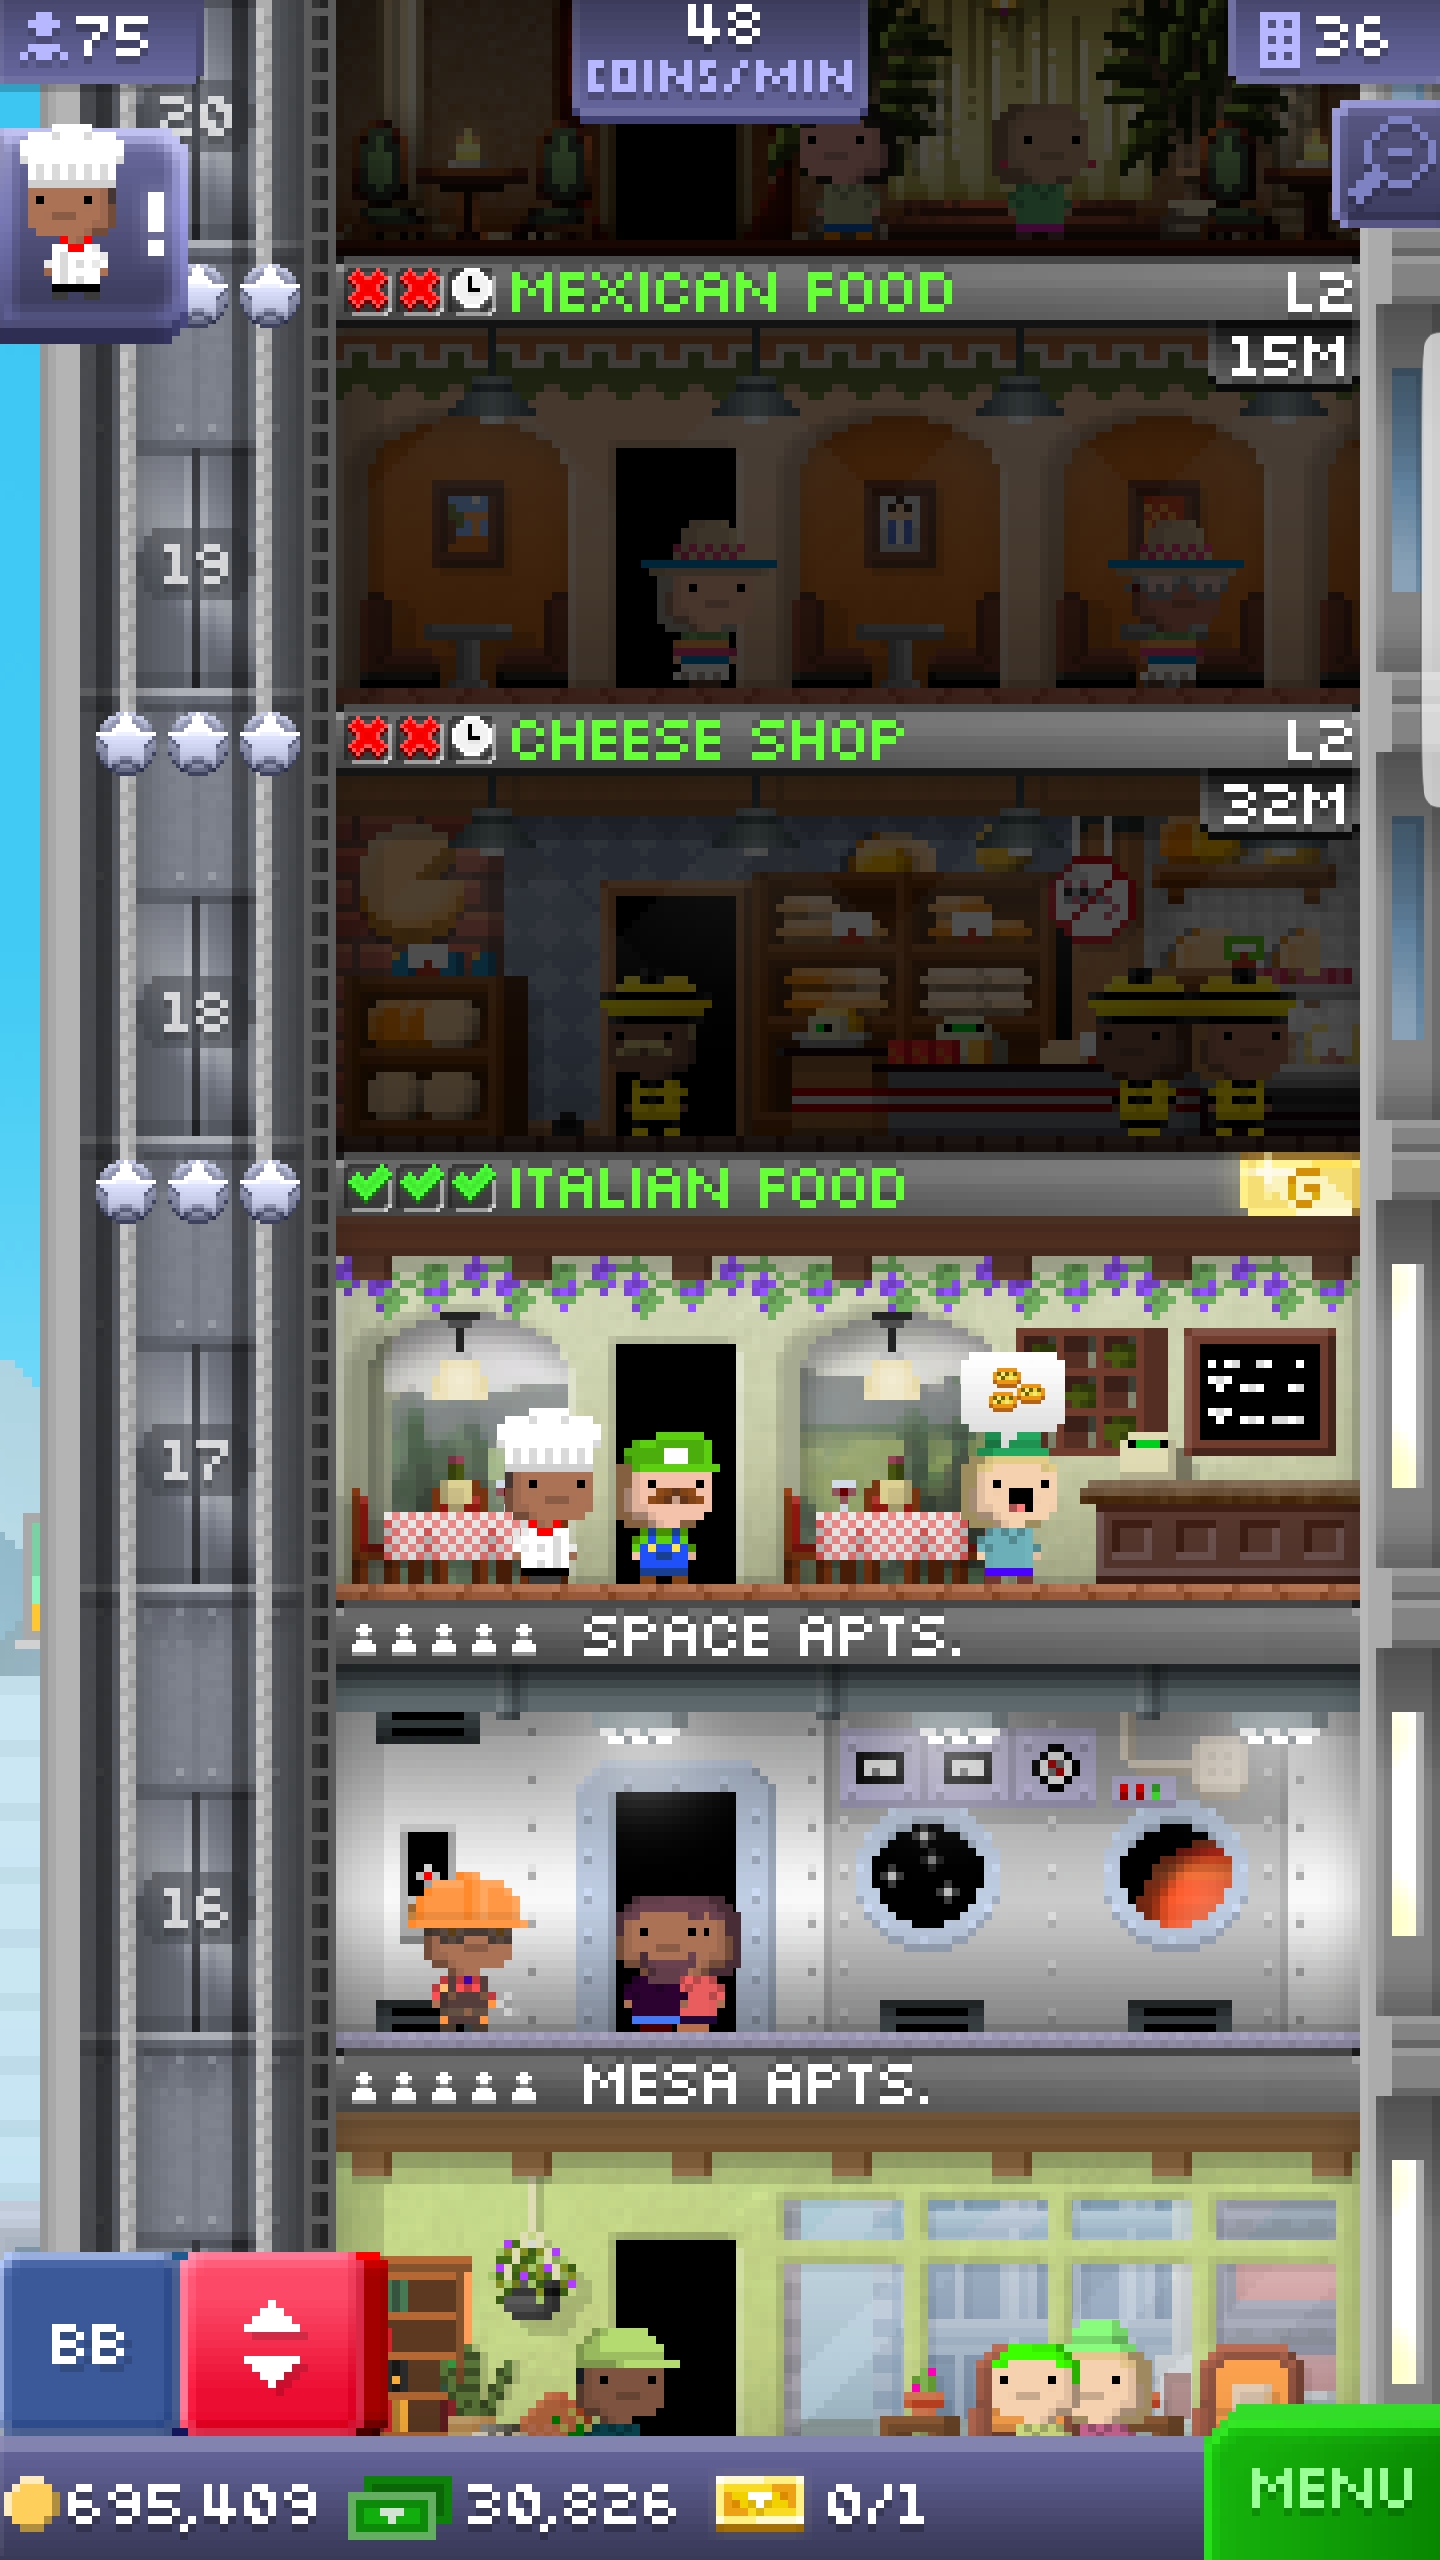 75
48
COINS/MIN
36
20
!
MEXICAN FOOD L2
15M
19
CHEESE SHOP L2
32M
18
ITALIAN FOOD G
17
SPACE APTS.
16
MESA APTS.
BB
695,409 30,826 0/1
MENU